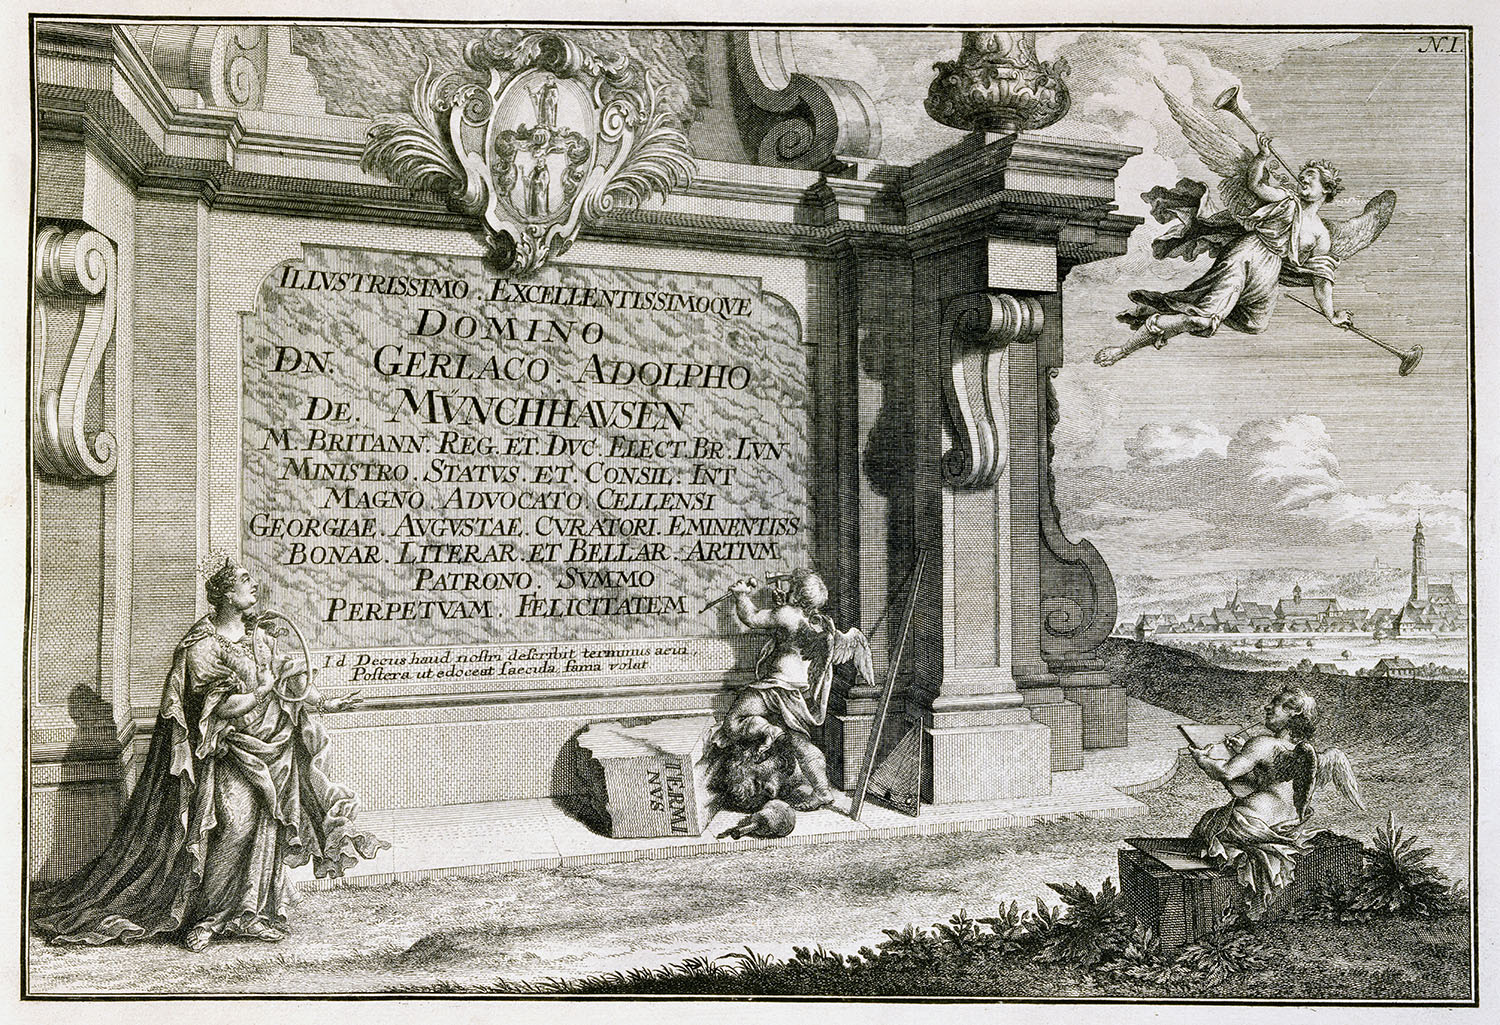 N. I.
ILLVSTRISSIMO . EXCELLENTISSIMOQVE
DOMINO
DN. GERLACO. ADOLPHO
DE. MVNCHHAVSEN
M. BRITANN. REG. ET. DVC. ELECT. BR. LVN.
MINISTRO. STATVS. ET. CONSIL. INT
MAGNO. ADVOCATO. CELLENSI
GEORGIAE. AVGVSTAE. CVRATORI. EMINENTISS
BONAR. LITERAR. ET BELLAR. ARTIVM.
PATRONO. SVMMO
PERPETVAM. FELICITATEM
Id Decus haud nostri describit terminus aevi,
Postera ut edoceat saecula fama volat
TERMI
NVS